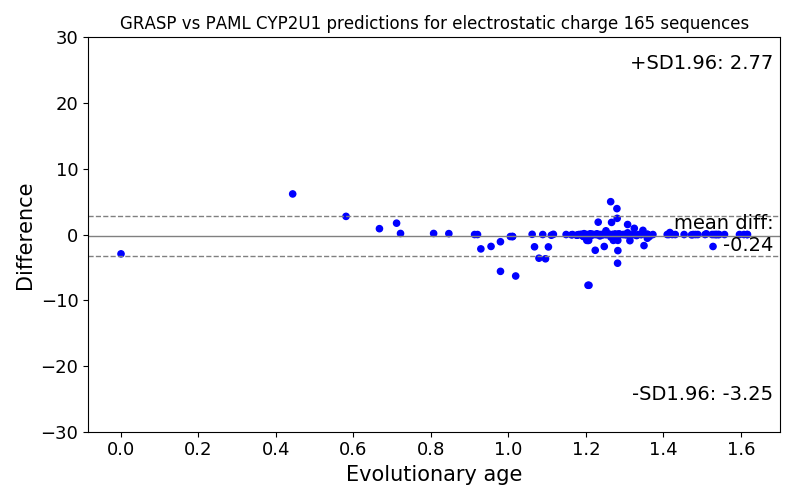 GRASP vs PAML CYP2U1 predictions for electrostatic charge 165 sequences
30
+SD1.96: 2.77
20
10
mean diff:
0
-0.24
−10
−20
-SD1.96: -3.25
−30
Difference
0.0 0.2 0.4 0.6 0.8 1.0 1.2 1.4 1.6
Evolutionary age